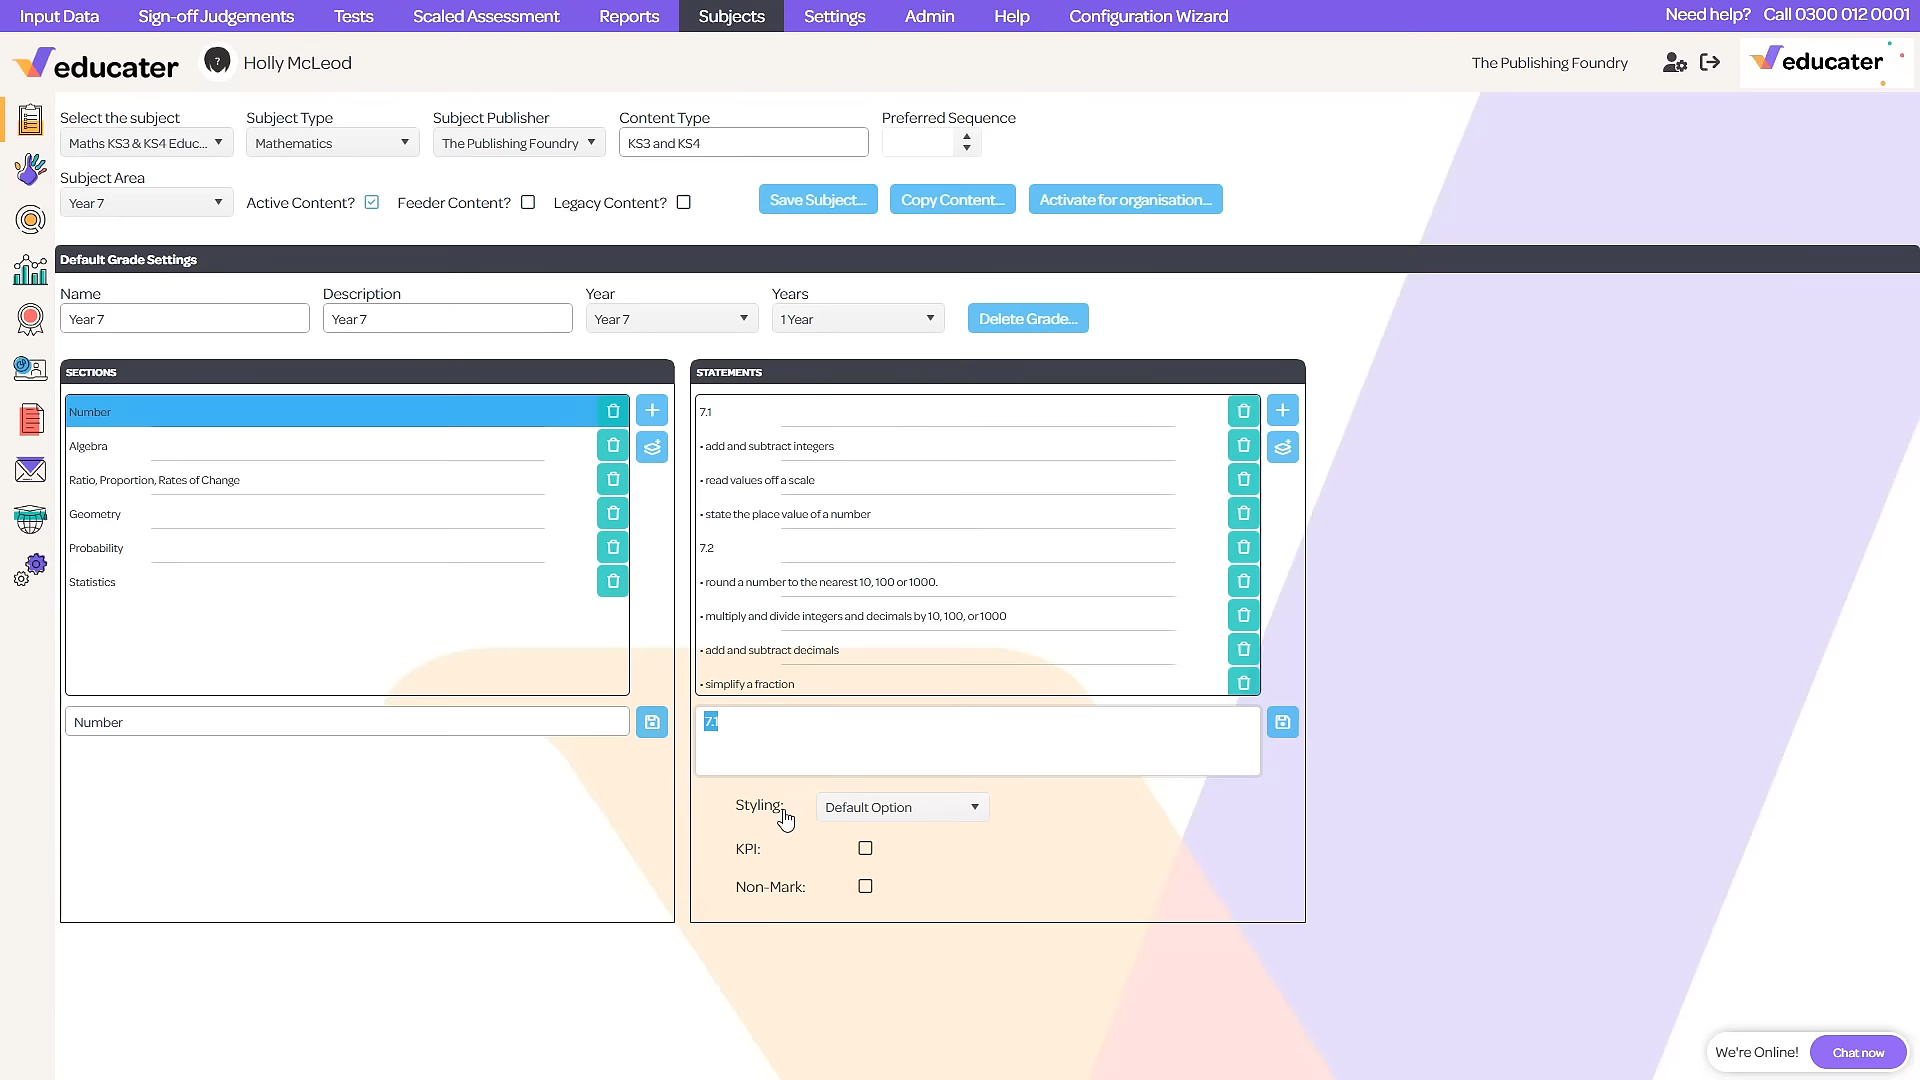 Input Data Sign-off Judgements Tests Scaled Assessment Reports Subjects Settings Admin Help Configuration Wizard Need help? Call 0300 012 0001
educater ? Holly McLeod The Publishing Foundry educater
Select the subject Subject Type Subject Publisher Content Type Preferred Sequence
Maths KS3 & KS4 Educ... Mathematics The Publishing Foundry KS3 and KS4
Subject Area
Year 7 Active Content? Feeder Content? Legacy Content? Save Subject... Copy Content... Activate for organisation...
Default Grade Settings
Name Description Year Years
Year 7 Year 7 Year 7 1 Year Delete Grade...
SECTIONS
Number
Algebra
Ratio, Proportion, Rates of Change
Geometry
Probability
Statistics
Number
STATEMENTS
7.1
• add and subtract integers
• read values off a scale
• state the place value of a number
7.2
• round a number to the nearest 10, 100 or 1000.
• multiply and divide integers and decimals by 10, 100, or 1000
• add and subtract decimals
• simplify a fraction
7.1
Styling: Default Option
KPI:
Non-Mark:
We're Online! Chat now